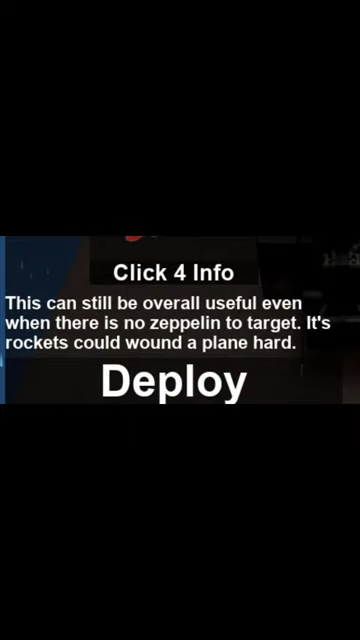 Click 4 Info
This can still be overall useful even
when there is no zeppelin to target. It's
rockets could wound a plane hard.
Deploy